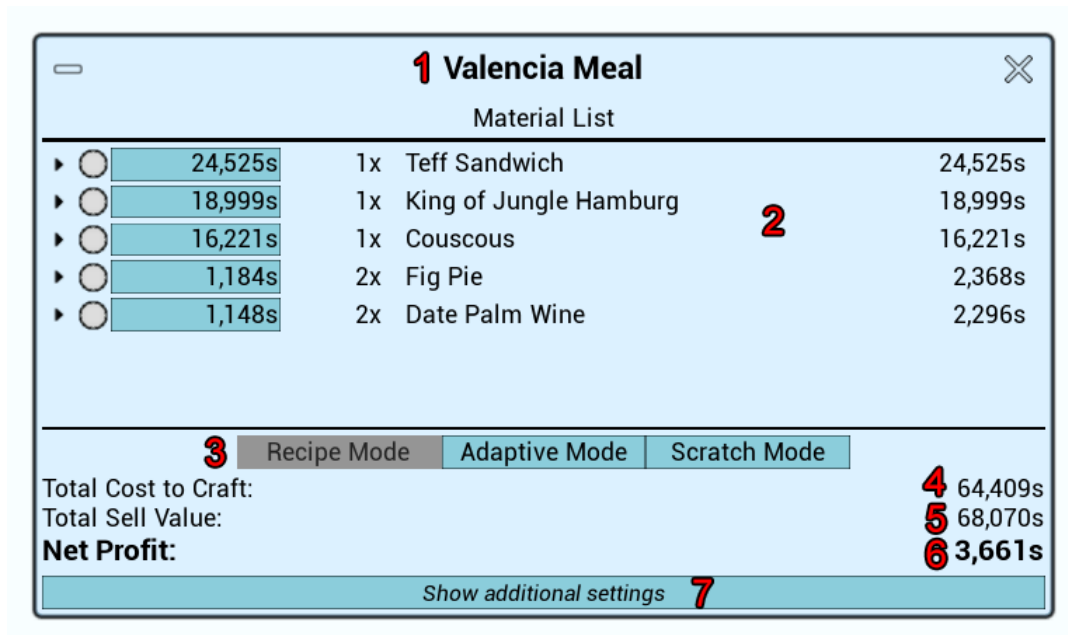 1 Valencia Meal
Material List
24,525s 1x Teff Sandwich 24,525s
18,999s 1x King of Jungle Hamburg 18,999s
2
16,221s 1x Couscous 16,221s
1,184s 2x Fig Pie 2,368s
1,148s 2x Date Palm Wine 2,296s
3 Recipe Mode Adaptive Mode Scratch Mode
Total Cost to Craft: 4 64,409s
Total Sell Value: 5 68,070s
Net Profit: 6 3,661s
Show additional settings 7